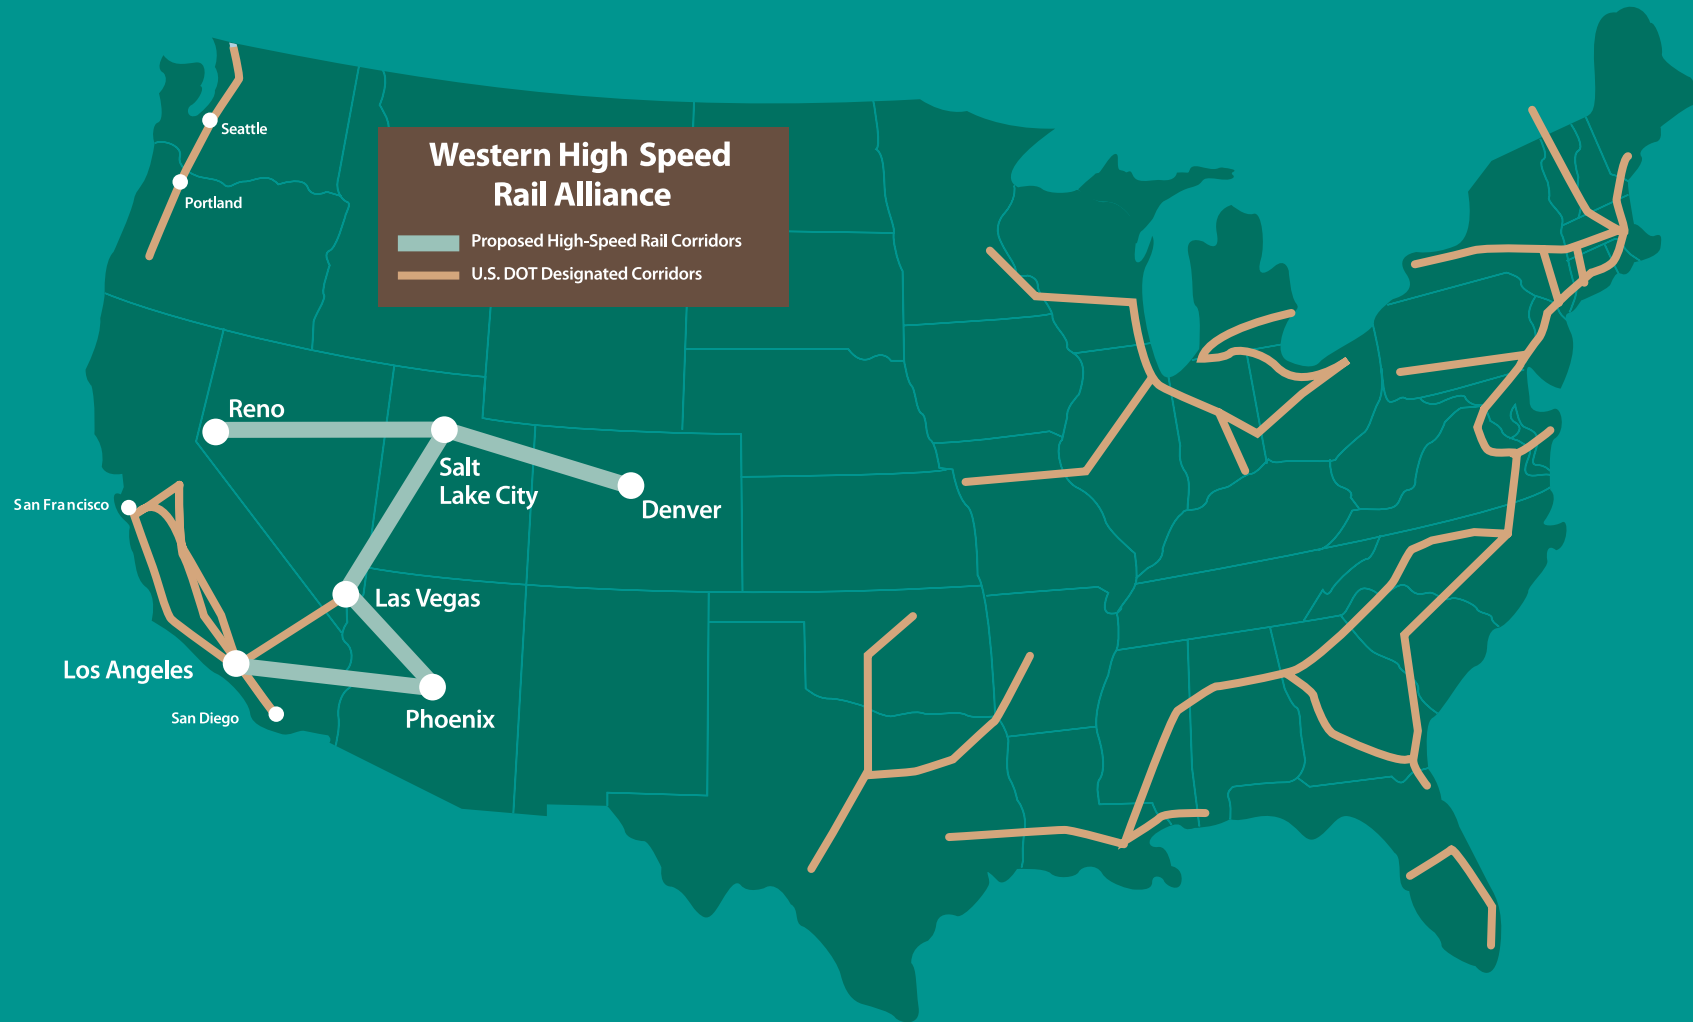 Western High Speed
Rail Alliance
Proposed High-Speed Rail Corridors
U.S. DOT Designated Corridors
Seattle
Portland
Reno
Salt
Lake City
Denver
San Francisco
Las Vegas
Los Angeles
San Diego
Phoenix